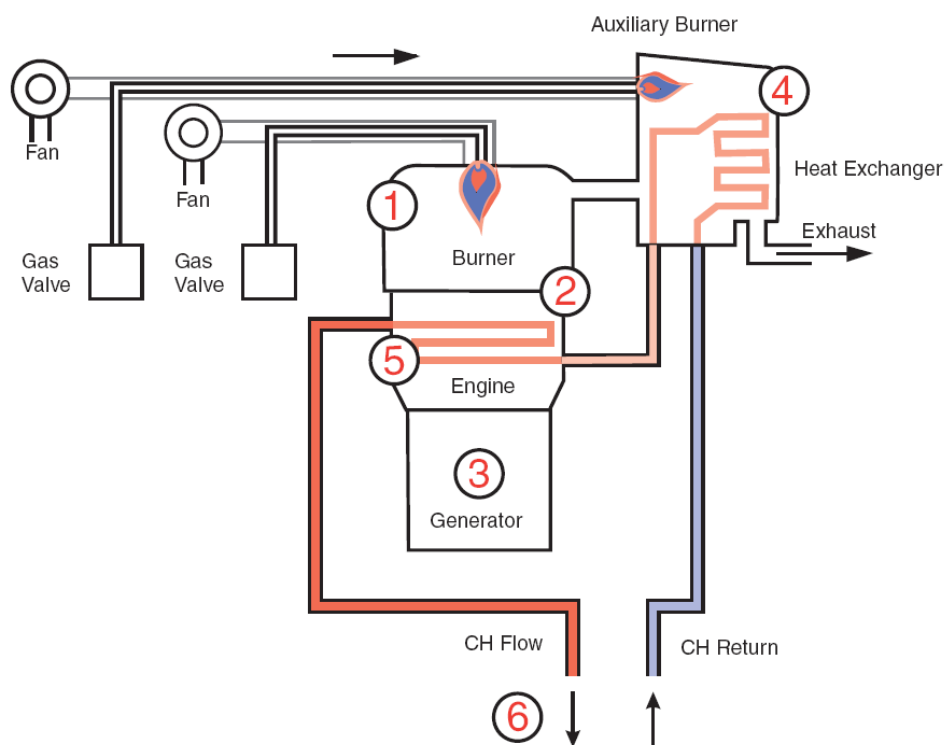 Auxiliary Burner
4
Fan
Fan
1
Heat Exchanger
Exhaust
Gas
Valve
Gas
Valve
Burner
2
5
Engine
3
Generator
CH Flow
CH Return
6